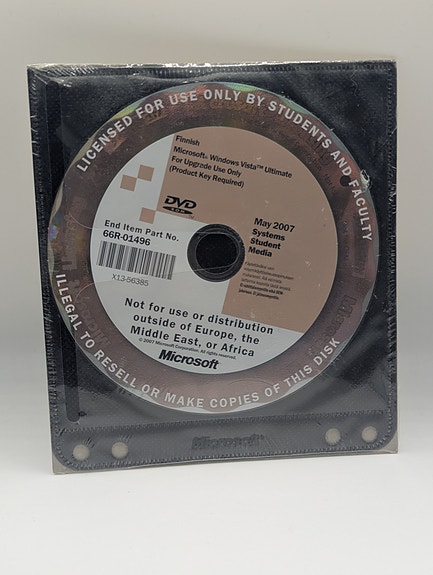 LICENSED FOR USE ONLY BY STUDENTS AND FACULTY
Finnish
Microsoft® Windows Vista™ Ultimate
For Upgrade Use Only
(Product Key Required)
DVD
ROM
End Item Part No.
66R-01496
X13-66385
May 2007
Systems
Student
Media
Not for use or distribution
outside of Europe, the
Middle East, or Africa
© 2007 Microsoft Corporation. All rights reserved.
Microsoft
ILLEGAL TO RESELL OR MAKE COPIES OF THIS DISK
Microsoft